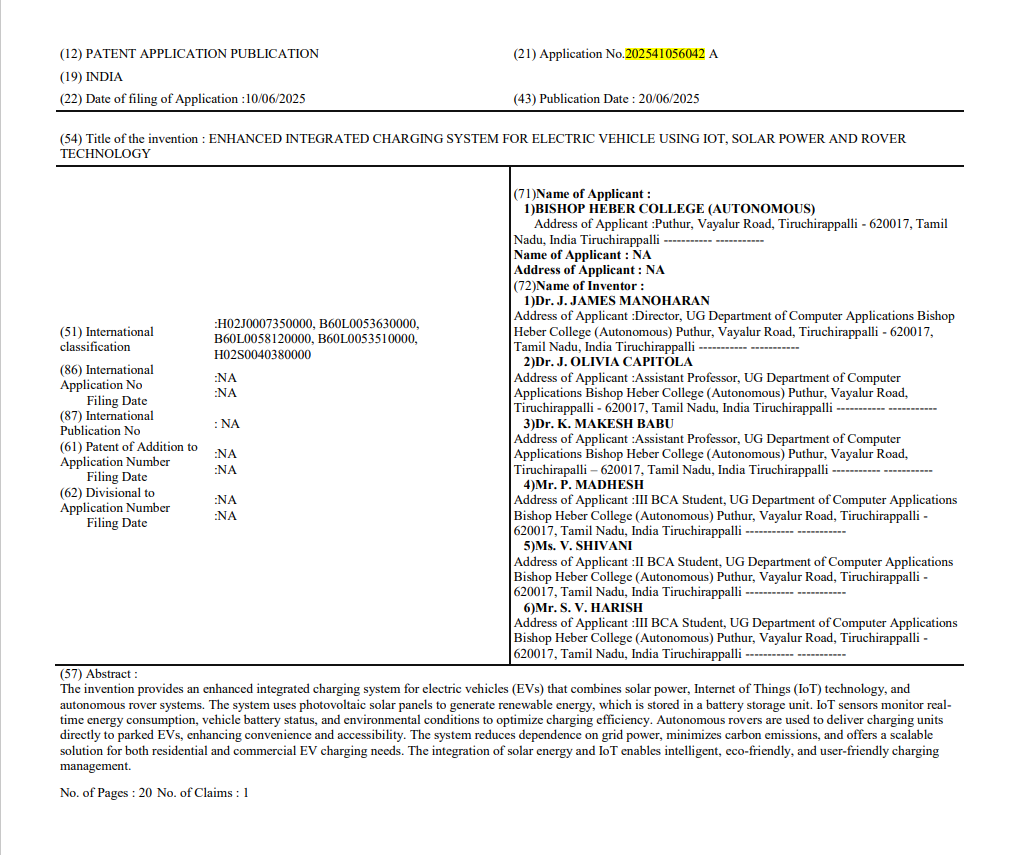 (12) PATENT APPLICATION PUBLICATION
(21) Application No.202541056042 A
(19) INDIA
(22) Date of filing of Application :10/06/2025
(43) Publication Date : 20/06/2025
(54) Title of the invention : ENHANCED INTEGRATED CHARGING SYSTEM FOR ELECTRIC VEHICLE USING IOT, SOLAR POWER AND ROVER
TECHNOLOGY
(51) International
classification
:H02J0007350000, B60L0053630000,
B60L0058120000, B60L0053510000,
H02S0040380000
(86) International
Application No
Filing Date
:NA
:NA
(87) International
Publication No
: NA
(61) Patent of Addition to
Application Number
Filing Date
:NA
:NA
(62) Divisional to
Application Number
Filing Date
:NA
:NA
(71)Name of Applicant :
1)BISHOP HEBER COLLEGE (AUTONOMOUS)
Address of Applicant :Puthur, Vayalur Road, Tiruchirappalli - 620017, Tamil
Nadu, India Tiruchirappalli ----------- -----------
Name of Applicant : NA
Address of Applicant : NA
(72)Name of Inventor :
1)Dr. J. JAMES MANOHARAN
Address of Applicant :Director, UG Department of Computer Applications Bishop
Heber College (Autonomous) Puthur, Vayalur Road, Tiruchirappalli - 620017,
Tamil Nadu, India Tiruchirappalli ----------- -----------
2)Dr. J. OLIVIA CAPITOLA
Address of Applicant :Assistant Professor, UG Department of Computer
Applications Bishop Heber College (Autonomous) Puthur, Vayalur Road,
Tiruchirappalli - 620017, Tamil Nadu, India Tiruchirappalli ----------- -----------
3)Dr. K. MAKESH BABU
Address of Applicant :Assistant Professor, UG Department of Computer
Applications Bishop Heber College (Autonomous) Puthur, Vayalur Road,
Tiruchirapalli – 620017, Tamil Nadu, India Tiruchirappalli ----------- -----------
4)Mr. P. MADHESH
Address of Applicant :III BCA Student, UG Department of Computer Applications
Bishop Heber College (Autonomous) Puthur, Vayalur Road, Tiruchirappalli -
620017, Tamil Nadu, India Tiruchirappalli ----------- -----------
5)Ms. V. SHIVANI
Address of Applicant :II BCA Student, UG Department of Computer Applications
Bishop Heber College (Autonomous) Puthur, Vayalur Road, Tiruchirappalli -
620017, Tamil Nadu, India Tiruchirappalli ----------- -----------
6)Mr. S. V. HARISH
Address of Applicant :III BCA Student, UG Department of Computer Applications
Bishop Heber College (Autonomous) Puthur, Vayalur Road, Tiruchirappalli -
620017, Tamil Nadu, India Tiruchirappalli ----------- -----------
(57) Abstract :
The invention provides an enhanced integrated charging system for electric vehicles (EVs) that combines solar power, Internet of Things (IoT) technology, and
autonomous rover systems. The system uses photovoltaic solar panels to generate renewable energy, which is stored in a battery storage unit. IoT sensors monitor real-
time energy consumption, vehicle battery status, and environmental conditions to optimize charging efficiency. Autonomous rovers are used to deliver charging units
directly to parked EVs, enhancing convenience and accessibility. The system reduces dependence on grid power, minimizes carbon emissions, and offers a scalable
solution for both residential and commercial EV charging needs. The integration of solar energy and IoT enables intelligent, eco-friendly, and user-friendly charging
management.
No. of Pages : 20 No. of Claims : 1